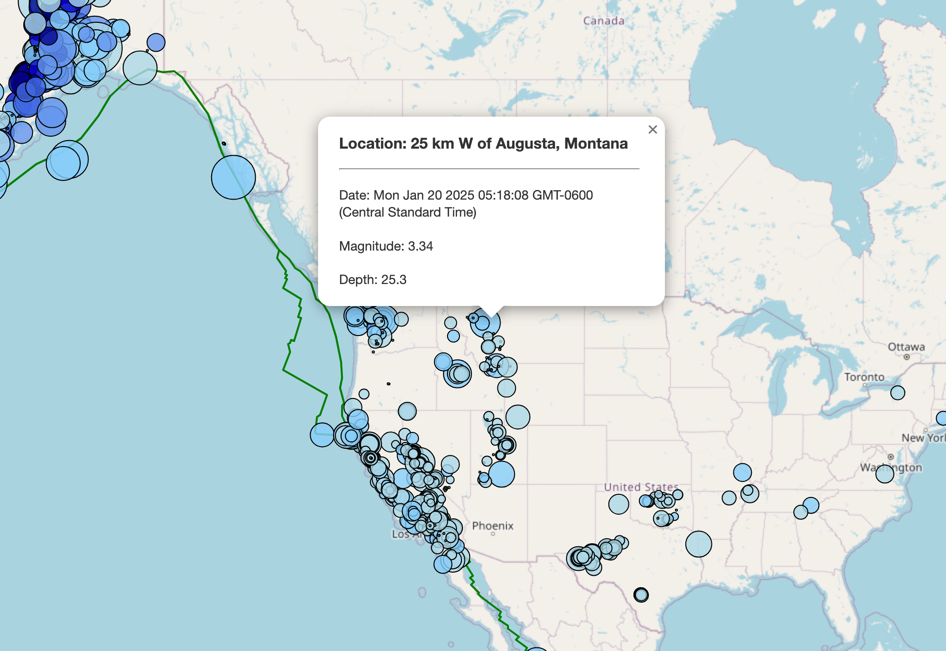 Canada
×
Location: 25 km W of Augusta, Montana
Date: Mon Jan 20 2025 05:18:08 GMT-0600
(Central Standard Time)
Magnitude: 3.34
Depth: 25.3
Ottawa
Toronto
New York
Washington
United States
Phoenix
Los